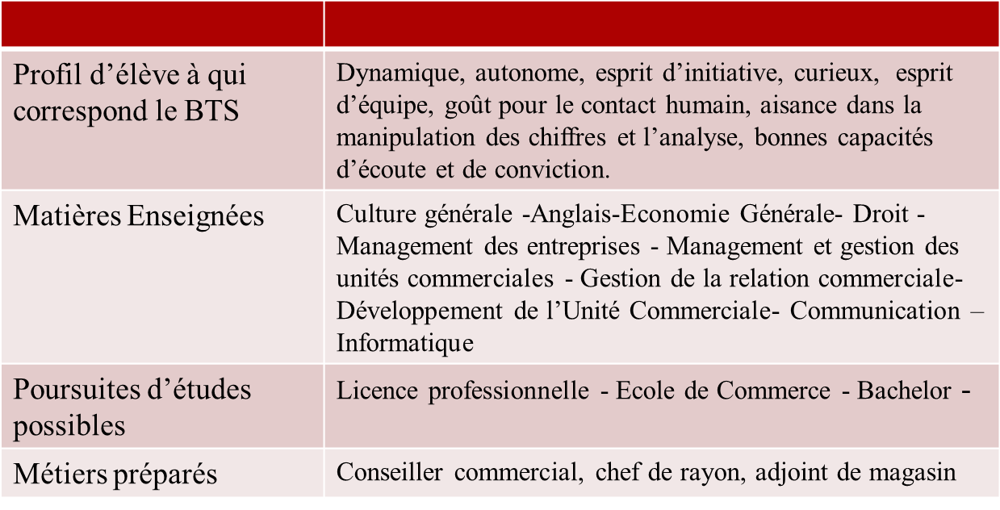 Profil d’élève à qui
correspond le BTS
Dynamique, autonome, esprit d’initiative, curieux, esprit
d’équipe, goût pour le contact humain, aisance dans la
manipulation des chiffres et l’analyse, bonnes capacités
d’écoute et de conviction.
Matières Enseignées
Culture générale -Anglais-Economie Générale- Droit -
Management des entreprises - Management et gestion des
unités commerciales - Gestion de la relation commerciale-
Développement de l’Unité Commerciale- Communication –
Informatique
Poursuites d’études
possibles
Licence professionnelle - Ecole de Commerce - Bachelor -
Métiers préparés
Conseiller commercial, chef de rayon, adjoint de magasin